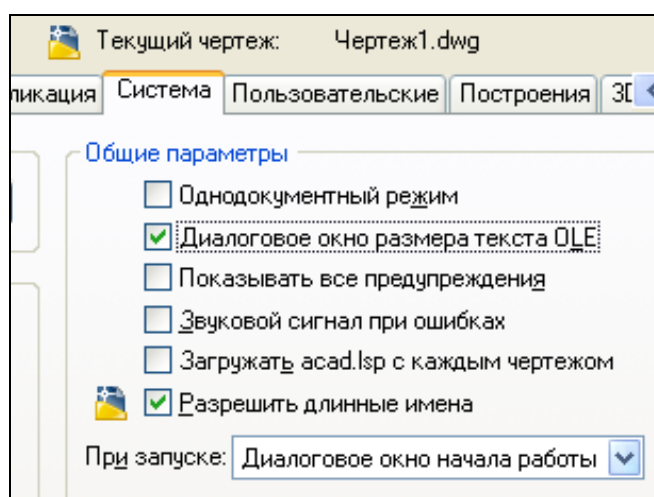 Текущий чертеж: Чертеж1.dwg
ликация Система Пользовательские Построения 3D
Общие параметры
Однодокументный режим
Диалоговое окно размера текста OLE
Показывать все предупреждения
Звуковой сигнал при ошибках
Загружать acad.lsp с каждым чертежом
Разрешить длинные имена
При запуске: Диалоговое окно начала работы